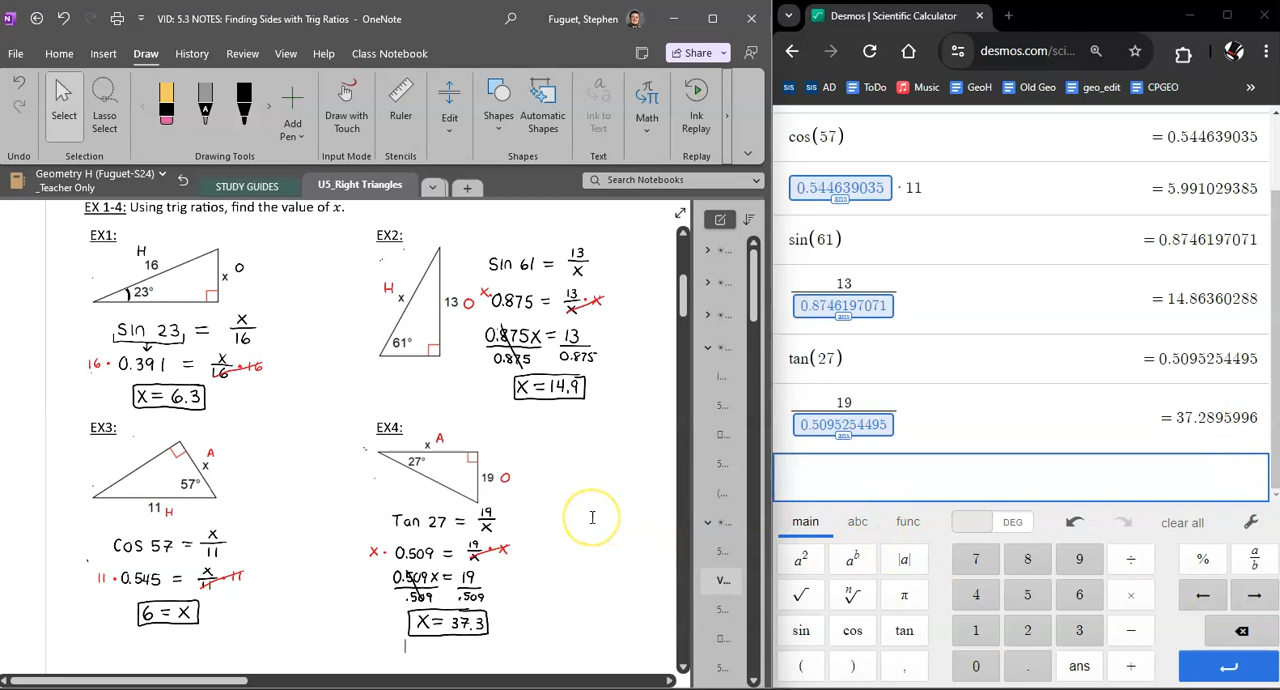 VID: 5.3 NOTES: Finding Sides with Trig Ratios - OneNote
Fuguet, Stephen
File Home Insert Draw History Review View Help Class Notebook
Share
Select
Lasso Select
Add Pen
Draw with Touch
Ruler
Edit
Shapes
Automatic Shapes
Ink to Text
Math
Ink Replay
Undo
Selection
Drawing Tools
Input Mode
Stencils
Shapes
Text
Replay
Geometry H (Fuguet-S24) _Teacher Only
STUDY GUIDES
U5_Right Triangles
Search Notebooks
EX 1-4: Using trig ratios, find the value of x.
EX1:
H
16
x O
23°
Sin 23 = x/16
16 · 0.391 = x/16 · 16
x = 6.3
EX2:
H
x
13 O
61°
Sin 61 = 13/x
x · 0.875 = 13/x · x
0.875x = 13
0.875 0.875
x = 14.9
EX3:
A
x
57°
11 H
Cos 57 = x/11
11 · 0.545 = x/11 · 11
6 = x
EX4:
x A
27°
19 O
Tan 27 = 19/x
x · 0.509 = 19/x · x
0.509x = 19
.509 .509
x = 37.3
Desmos | Scientific Calculator
desmos.com/sci...
SIS
SIS AD
ToDo
Music
GeoH
Old Geo
geo_edit
CPGEO
cos(57) = 0.544639035
0.544639035 · 11 = 5.991029385
ans
sin(61) = 0.8746197071
13
0.8746197071 = 14.86360288
ans
tan(27) = 0.5095254495
19
0.5095254495 = 37.2895996
ans
main abc func DEG clear all
a² aᵇ |a| 7 8 9 ÷ % a/b
√ ⁿ√ π 4 5 6 × ← →
sin cos tan 1 2 3 −
( ) , 0 . ans +